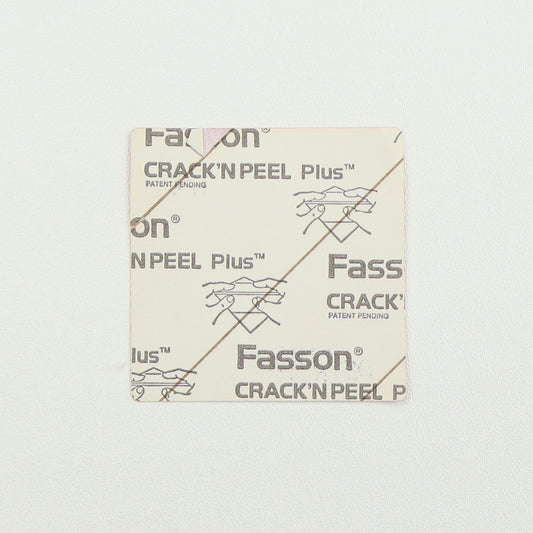 Fasson®
CRACK'N PEEL Plus™
PATENT PENDING
on®
N PEEL Plus™
Fass
CRACK'N
PATENT PENDING
lus™
Fasson®
CRACK'N PEEL P